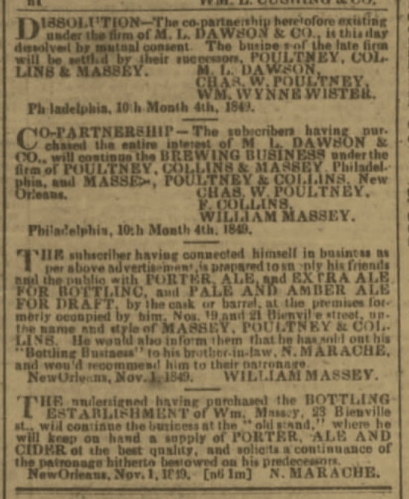 WM. L. CUSHING & CO.
DISSOLUTION—The co-partnership heretofore existing
under the firm of M. L. DAWSON & CO., is this day
dissolved by mutual consent. The business of the late firm
will be settled by their successors, POULTNEY, COL-
LINS & MASSEY. M. L. DAWSON,
CHAS. W. POULTNEY,
WM. WYNNE WISTER.
Philadelphia, 10th Month 4th, 1849.
CO-PARTNERSHIP—The subscribers having pur-
chased the entire interest of M L. DAWSON &
CO., will continue the BREWING BUSINESS under the
firm of POULTNEY, COLLINS & MASSEY. Philadel-
phia, and MASSEY, POULTNEY & COLLINS, New
Orleans. CHAS. W. POULTNEY,
F. COLLINS,
WILLIAM MASSEY.
Philadelphia, 10th Month 4th, 1849.
THE subscriber having connected himself in business as
per above advertisement, is prepared to supply his friends
and the public with PORTER, ALE, and EXTRA ALE
FOR BOTTLING, and PALE AND AMBER ALE
FOR DRAFT, by the cask or barrel, at the premises for-
merly occupied by him, Nos. 19 and 21 Bienville street, un-
the name and style of MASSEY, POULTNEY & COL-
LINS. He would also inform them that he has sold out his
"Bottling Business" to his brother-in-law, N. MARACHE,
and would recommend him to their patronage.
New Orleans, Nov. 1, 1849. WILLIAM MASSEY.
THE undersigned having purchased the BOTTLING
ESTABLISHMENT of Wm. Massey, 23 Bienville
st., will continue the business at the "old stand," where he
will keep on hand a supply of PORTER, ALE AND
CIDER of the best quality, and solicits a continuance of
the patronage hitherto bestowed on his predecessors.
New Orleans, Nov. 1, 1849. [n6 1m] N. MARACHE.